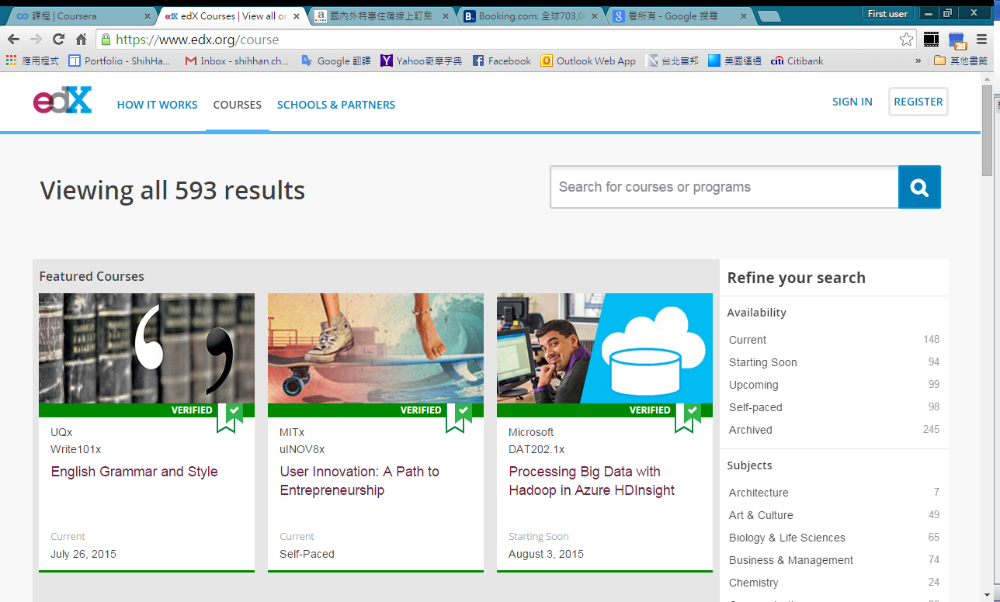 課程 | Coursera
edX Courses | View all or
國內外特惠住宿線上訂房
Booking.com: 全球703,0
看所有 - Google 搜尋
First user
https://www.edx.org/course
應用程式
Portfolio - ShihHa...
Inbox - shihhan.ch...
Google 翻譯
Yahoo奇摩字典
Facebook
Outlook Web App
台北富邦
美國運通
citi Citibank
»
其他書籤
edX
HOW IT WORKS
COURSES
SCHOOLS & PARTNERS
SIGN IN
REGISTER
Viewing all 593 results
Search for courses or programs
Featured Courses
VERIFIED
UQx
Write101x
English Grammar and Style
Current
July 26, 2015
VERIFIED
MITx
uINOV8x
User Innovation: A Path to
Entrepreneurship
Current
Self-Paced
VERIFIED
Microsoft
DAT202.1x
Processing Big Data with
Hadoop in Azure HDInsight
Starting Soon
August 3, 2015
Refine your search
Availability
Current 148
Starting Soon 94
Upcoming 99
Self-paced 98
Archived 245
Subjects
Architecture 7
Art & Culture 49
Biology & Life Sciences 65
Business & Management 74
Chemistry 24